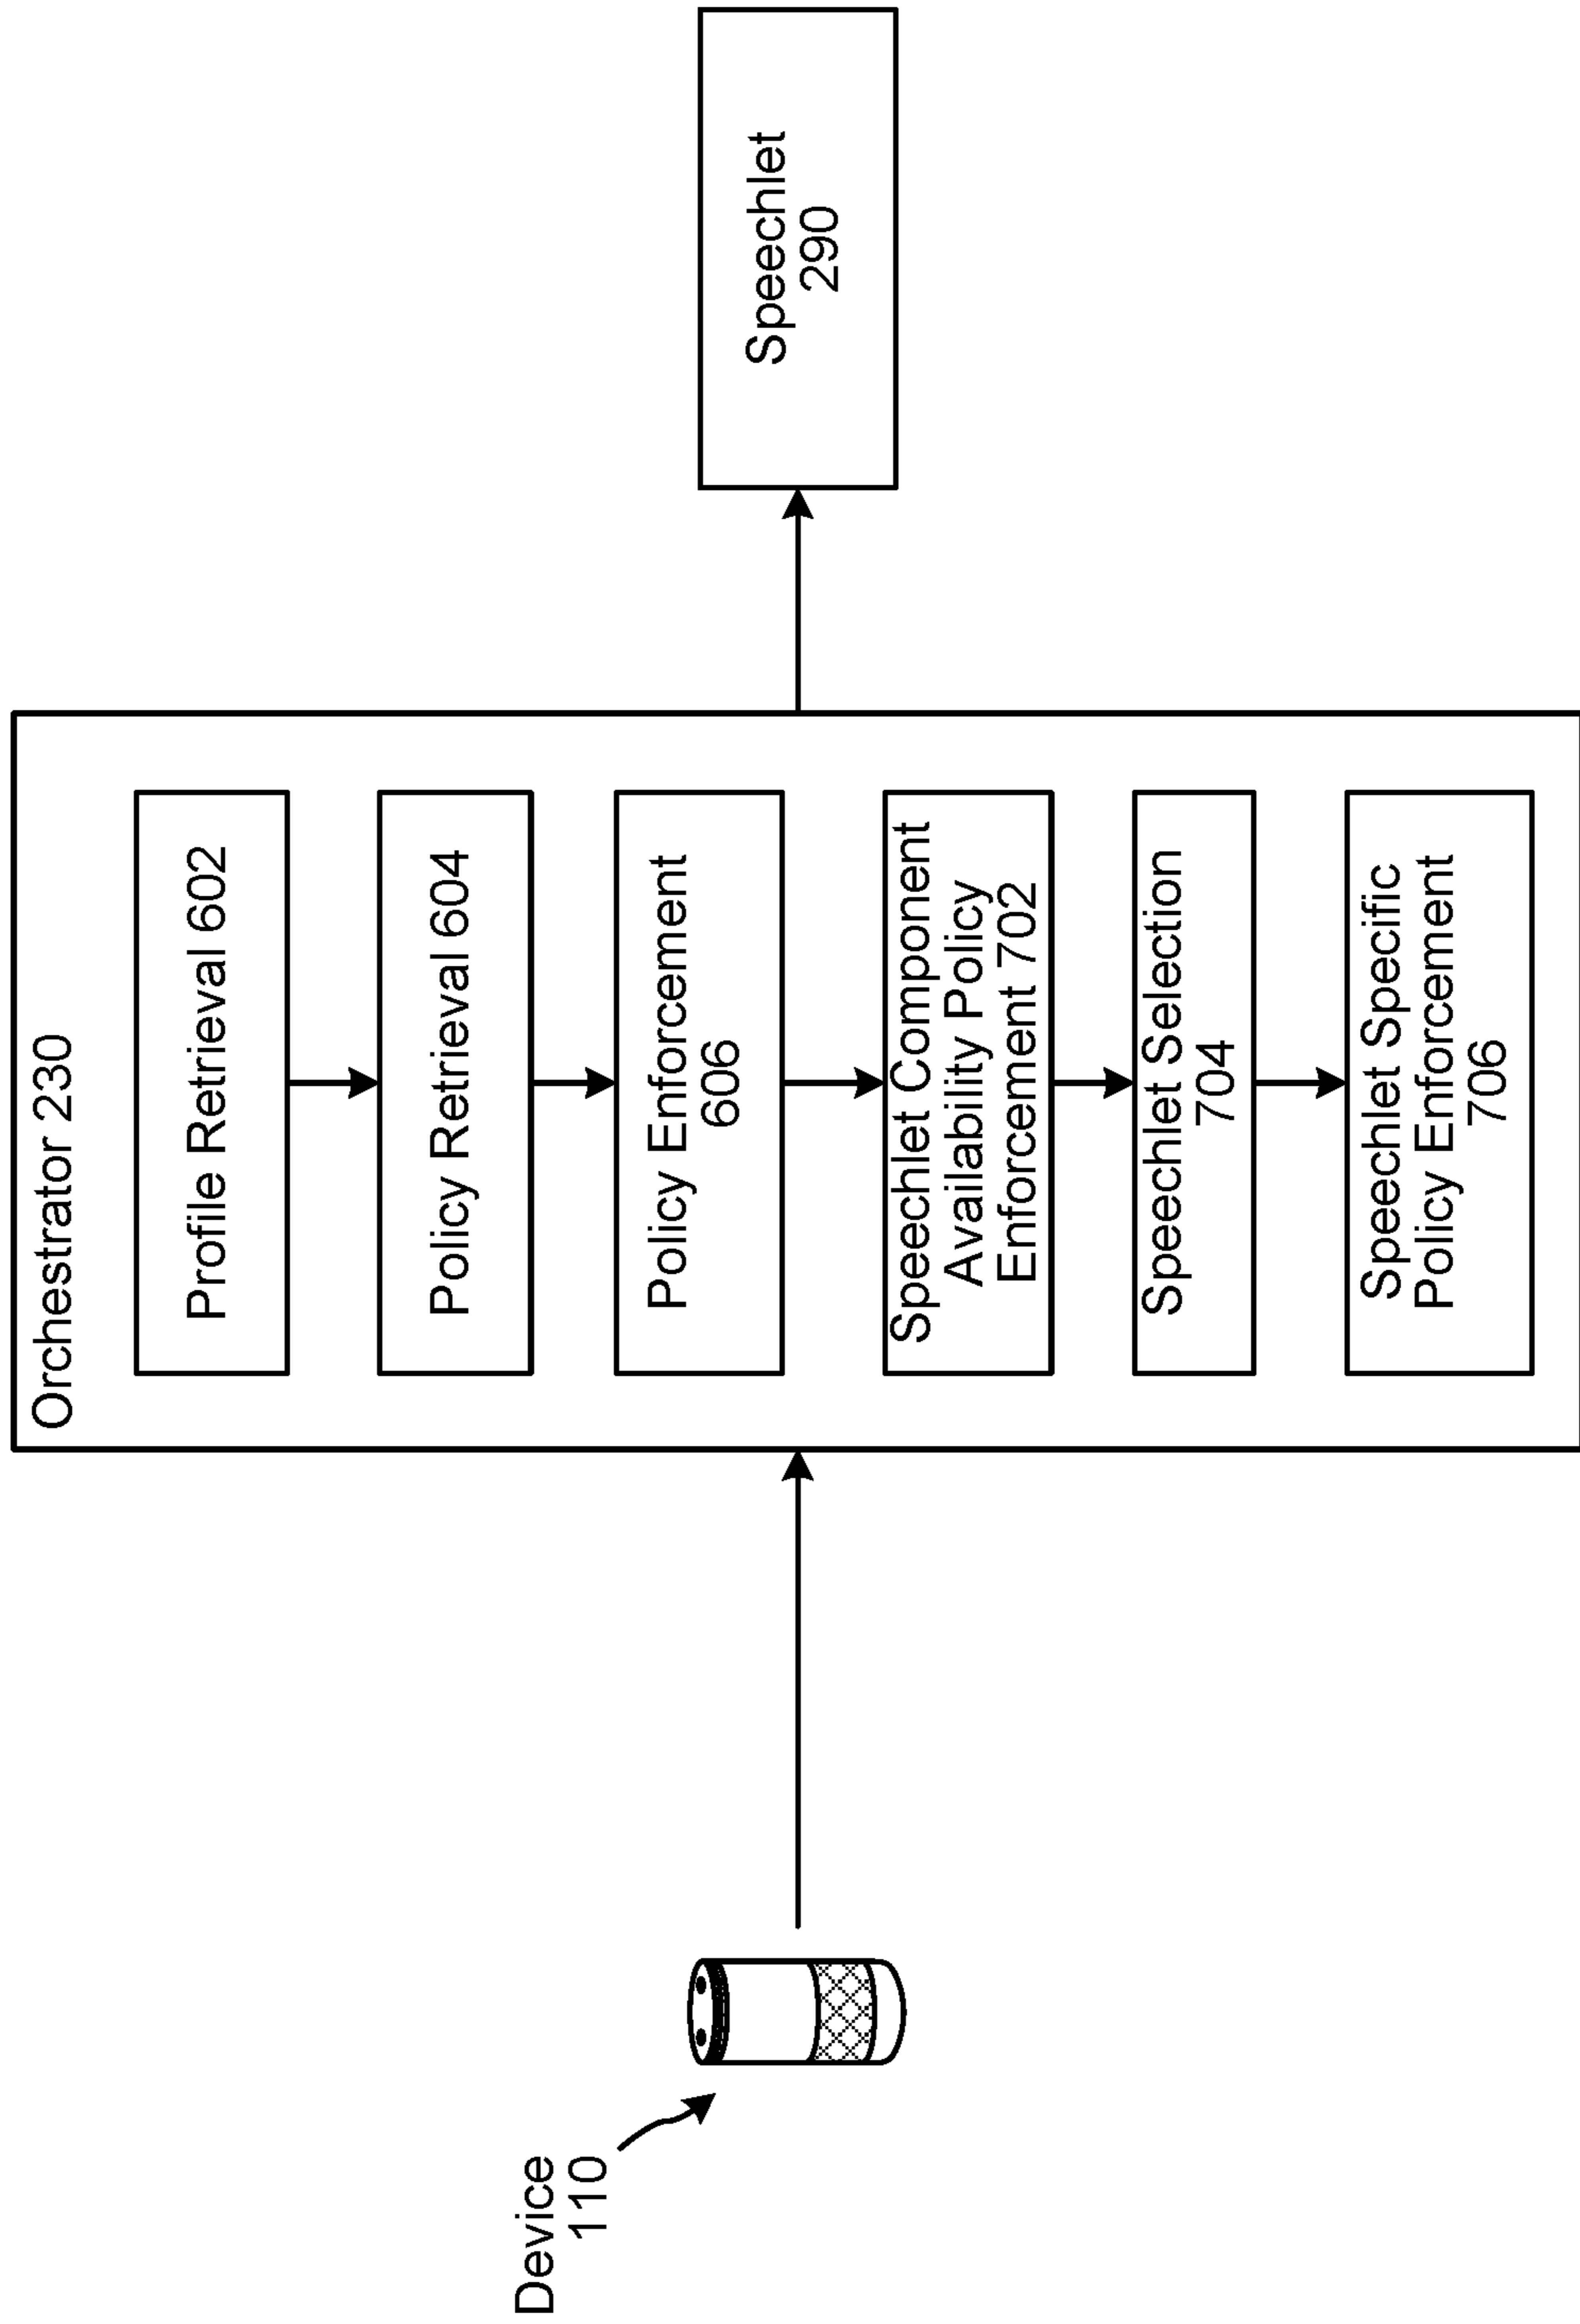 Orchestrator 230
Profile Retrieval 602
Policy Retrieval 604
Policy Enforcement
606
Speechlet Component
Availability Policy
Enforcement 702
Speechlet Selection
704
Speechlet Specific
Policy Enforcement
706
Device
110
Speechlet
290